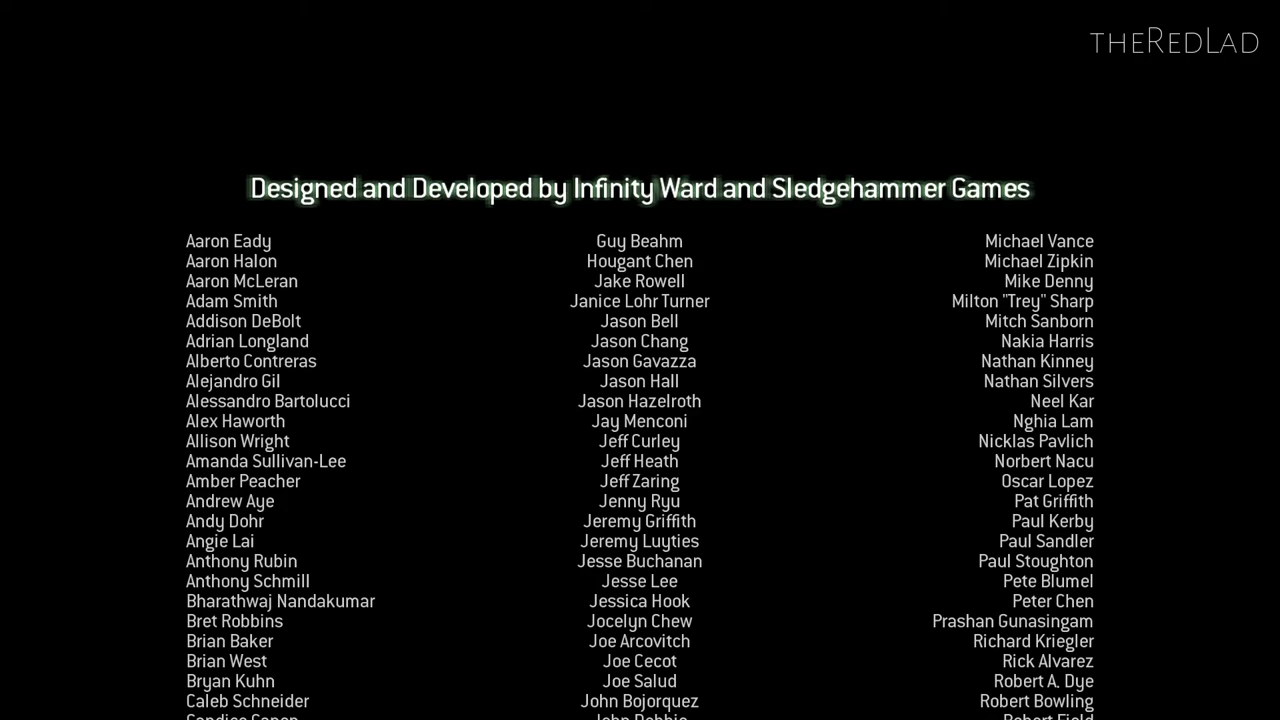 THEREDLAD
Designed and Developed by Infinity Ward and Sledgehammer Games
Aaron Eady Guy Beahm Michael Vance
Aaron Halon Hougant Chen Michael Zipkin
Aaron McLeran Jake Rowell Mike Denny
Adam Smith Janice Lohr Turner Milton "Trey" Sharp
Addison DeBolt Jason Bell Mitch Sanborn
Adrian Longland Jason Chang Nakia Harris
Alberto Contreras Jason Gavazza Nathan Kinney
Alejandro Gil Jason Hall Nathan Silvers
Alessandro Bartolucci Jason Hazelroth Neel Kar
Alex Haworth Jay Menconi Nghia Lam
Allison Wright Jeff Curley Nicklas Pavlich
Amanda Sullivan-Lee Jeff Heath Norbert Nacu
Amber Peacher Jeff Zaring Oscar Lopez
Andrew Aye Jenny Ryu Pat Griffith
Andy Dohr Jeremy Griffith Paul Kerby
Angie Lai Jeremy Luyties Paul Sandler
Anthony Rubin Jesse Buchanan Paul Stoughton
Anthony Schmill Jesse Lee Pete Blumel
Bharathwaj Nandakumar Jessica Hook Peter Chen
Bret Robbins Jocelyn Chew Prashan Gunasingam
Brian Baker Joe Arcovitch Richard Kriegler
Brian West Joe Cecot Rick Alvarez
Bryan Kuhn Joe Salud Robert A. Dye
Caleb Schneider John Bojorquez Robert Bowling
John Robert Field